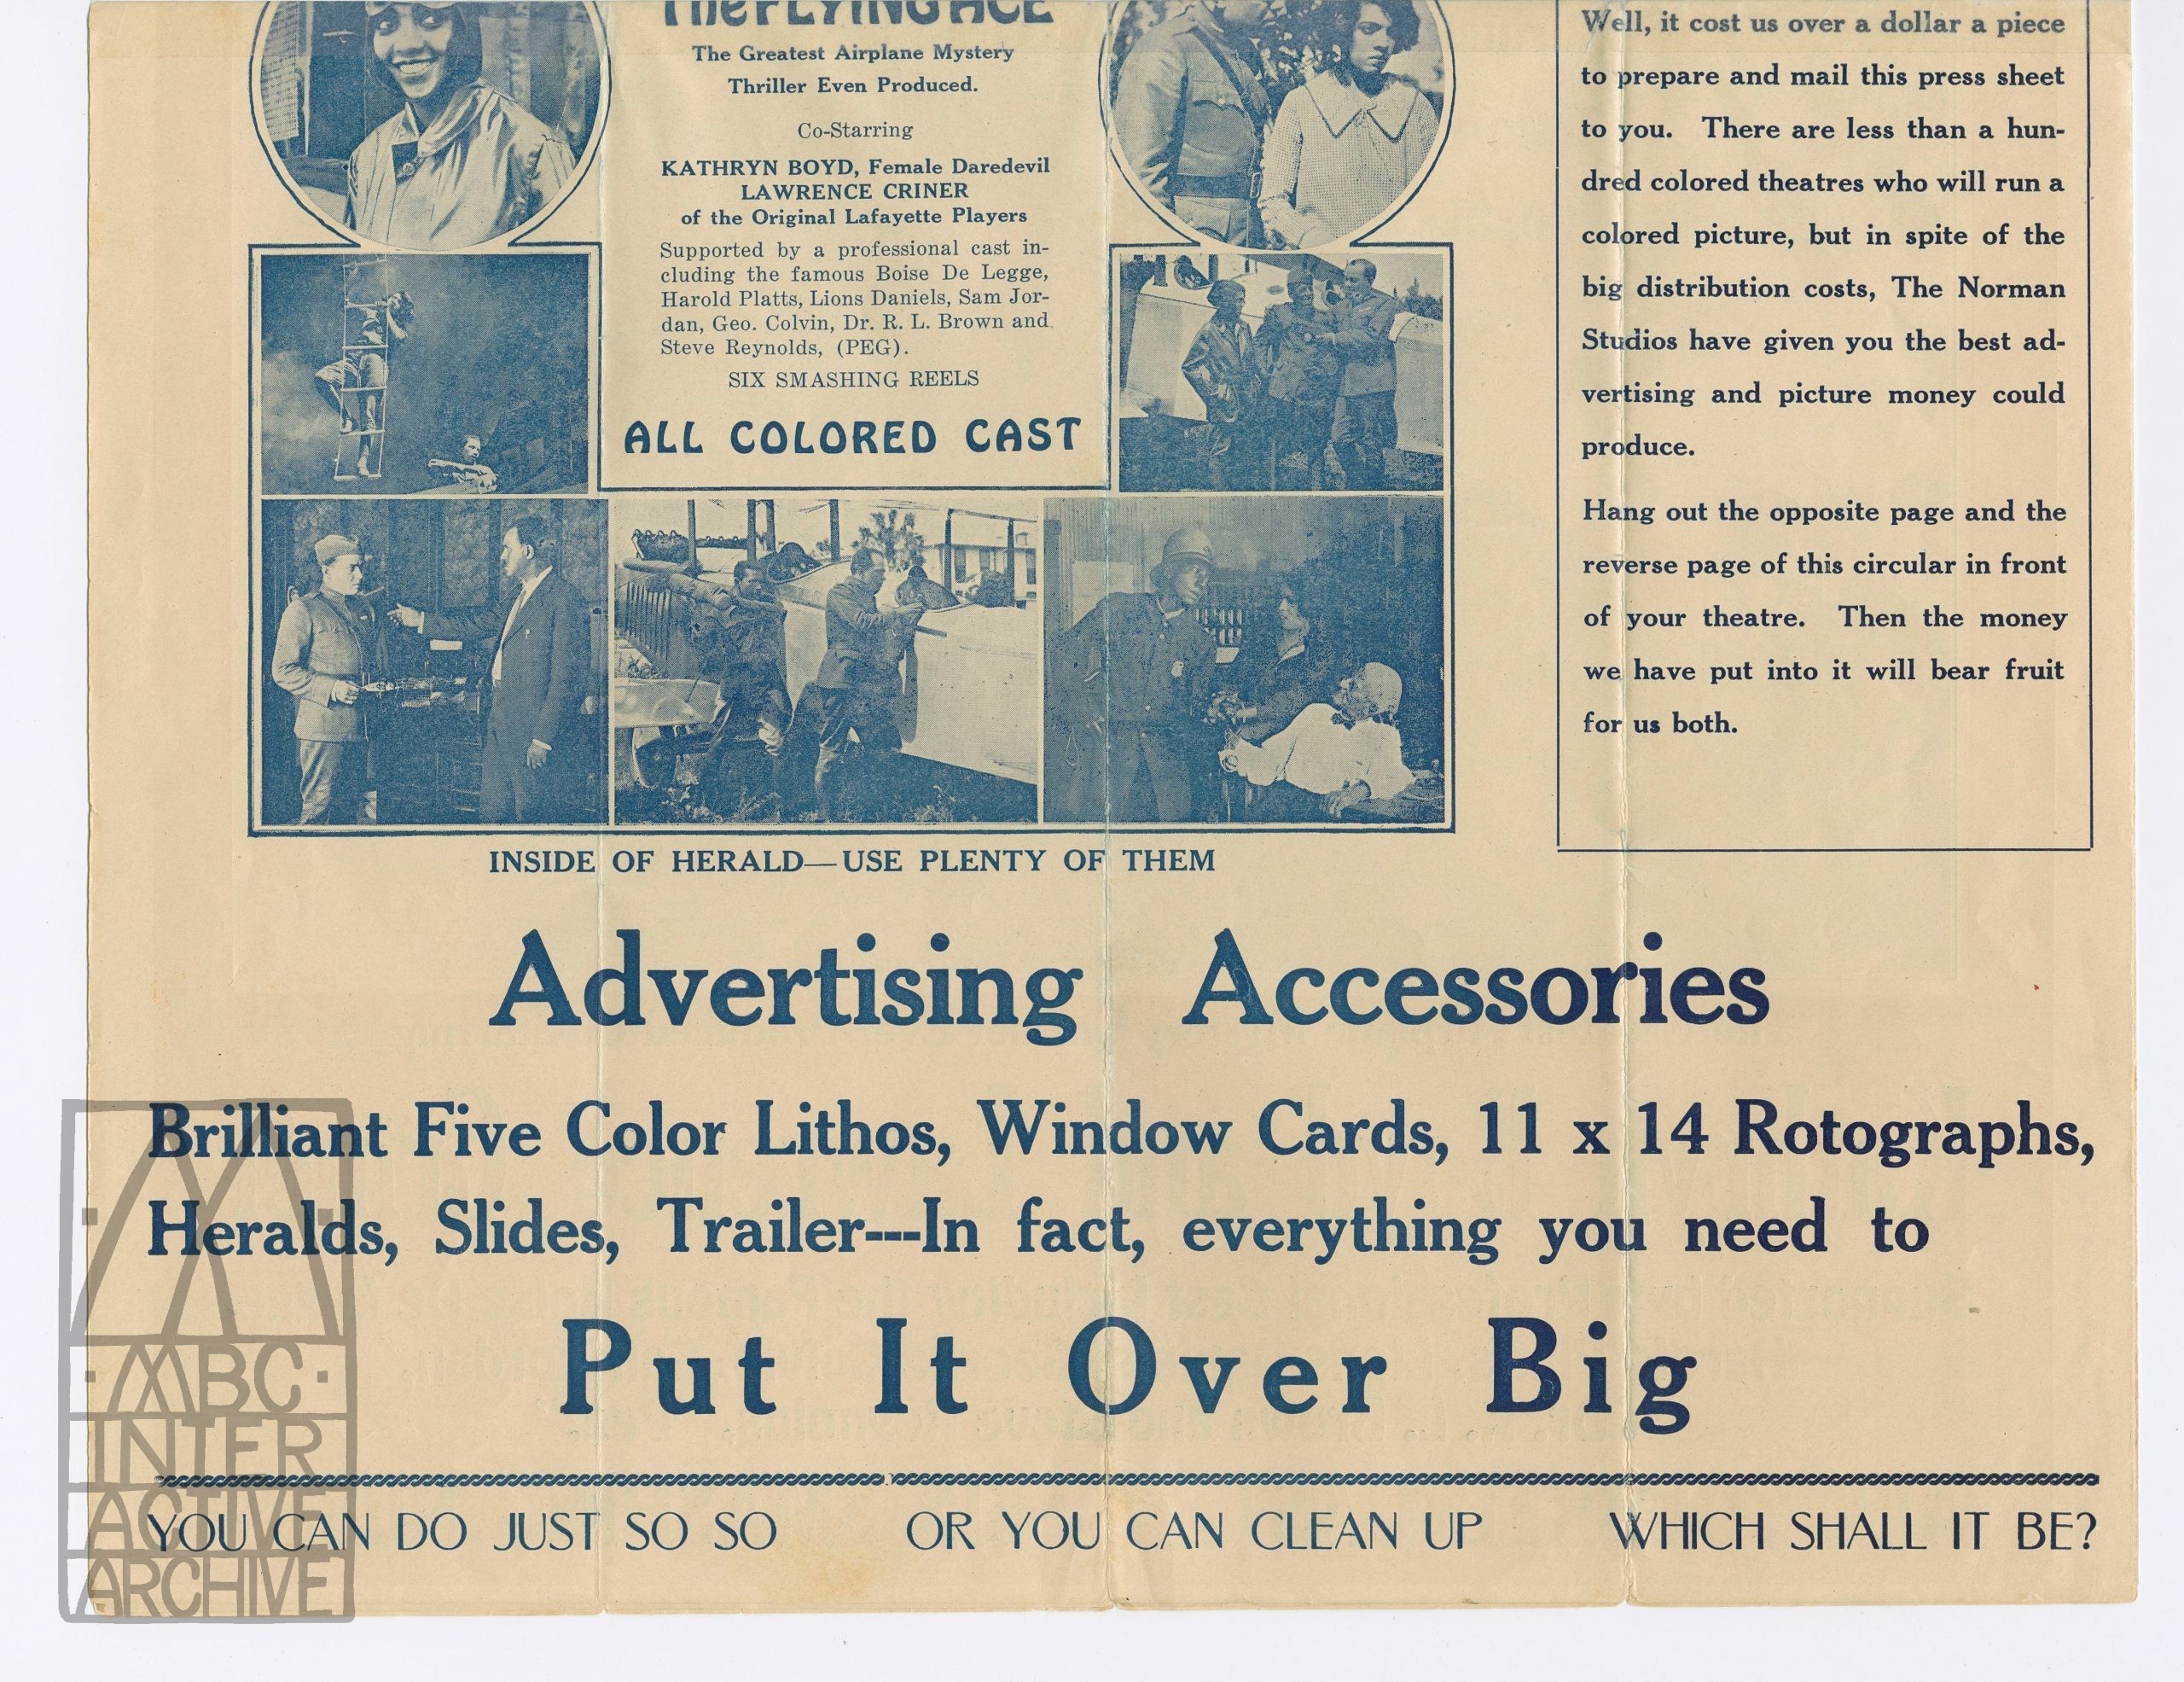 The FLYING ACE
The Greatest Airplane Mystery
Thriller Even Produced.
Co-Starring
KATHRYN BOYD, Female Daredevil
LAWRENCE CRINER
of the Original Lafayette Players
Supported by a professional cast in-
cluding the famous Boise De Legge,
Harold Platts, Lions Daniels, Sam Jor-
dan, Geo. Colvin, Dr. R. L. Brown and
Steve Reynolds, (PEG).
SIX SMASHING REELS
ALL COLORED CAST
INSIDE OF HERALD—USE PLENTY OF THEM
Well, it cost us over a dollar a piece
to prepare and mail this press sheet
to you. There are less than a hun-
dred colored theatres who will run a
colored picture, but in spite of the
big distribution costs, The Norman
Studios have given you the best ad-
vertising and picture money could
produce.
Hang out the opposite page and the
reverse page of this circular in front
of your theatre. Then the money
we have put into it will bear fruit
for us both.
Advertising Accessories
Brilliant Five Color Lithos, Window Cards, 11 x 14 Rotographs,
Heralds, Slides, Trailer---In fact, everything you need to
Put It Over Big
YOU CAN DO JUST SO SO OR YOU CAN CLEAN UP WHICH SHALL IT BE?
MBC
INTER
ACTIVE
ARCHIVE